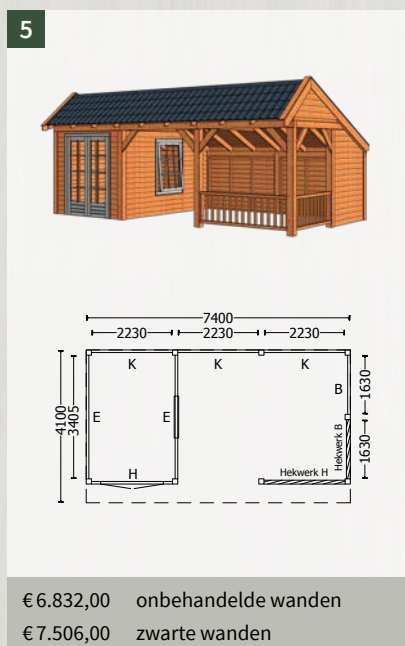 5
7400
2230 2230 2230
K K K
4100
3405
E E
B
1630
Hekwerk B
1630
H
Hekwerk H
€ 6.832,00 onbehandelde wanden
€ 7.506,00 zwarte wanden